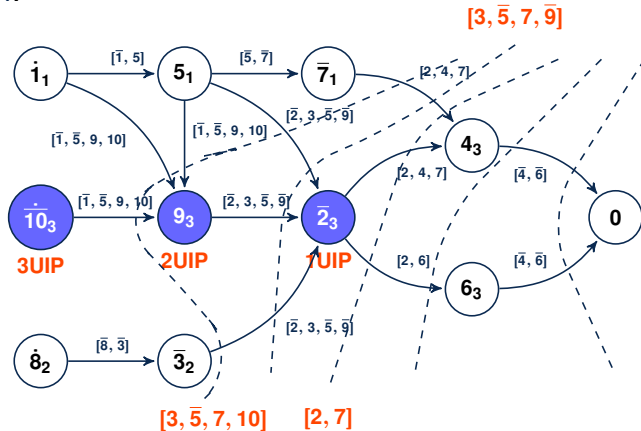 [3, 5̅, 7, 9̅]
[1̅, 5]
[5̅, 7̅]
i₁
5₁
7̅₁
[2, 4, 7]
[2̅, 3, 5̅, 9̅]
[1̅, 5̅, 9, 10]
[1̅, 5̅, 9, 10]
4₃
[2, 4, 7]
[4̅, 6̅]
[1̅, 5̅, 9, 10]
[2̅, 3, 5̅, 9̅]
1̅0̅̇₃
9₃
2̅₃
0
3UIP
2UIP
1UIP
[2, 6]
[4̅, 6̅]
6₃
[2̅, 3, 5̅, 9̅]
[8̅, 3̅]
8̇₂
3̅₂
[3, 5̅, 7, 10]
[2, 7]